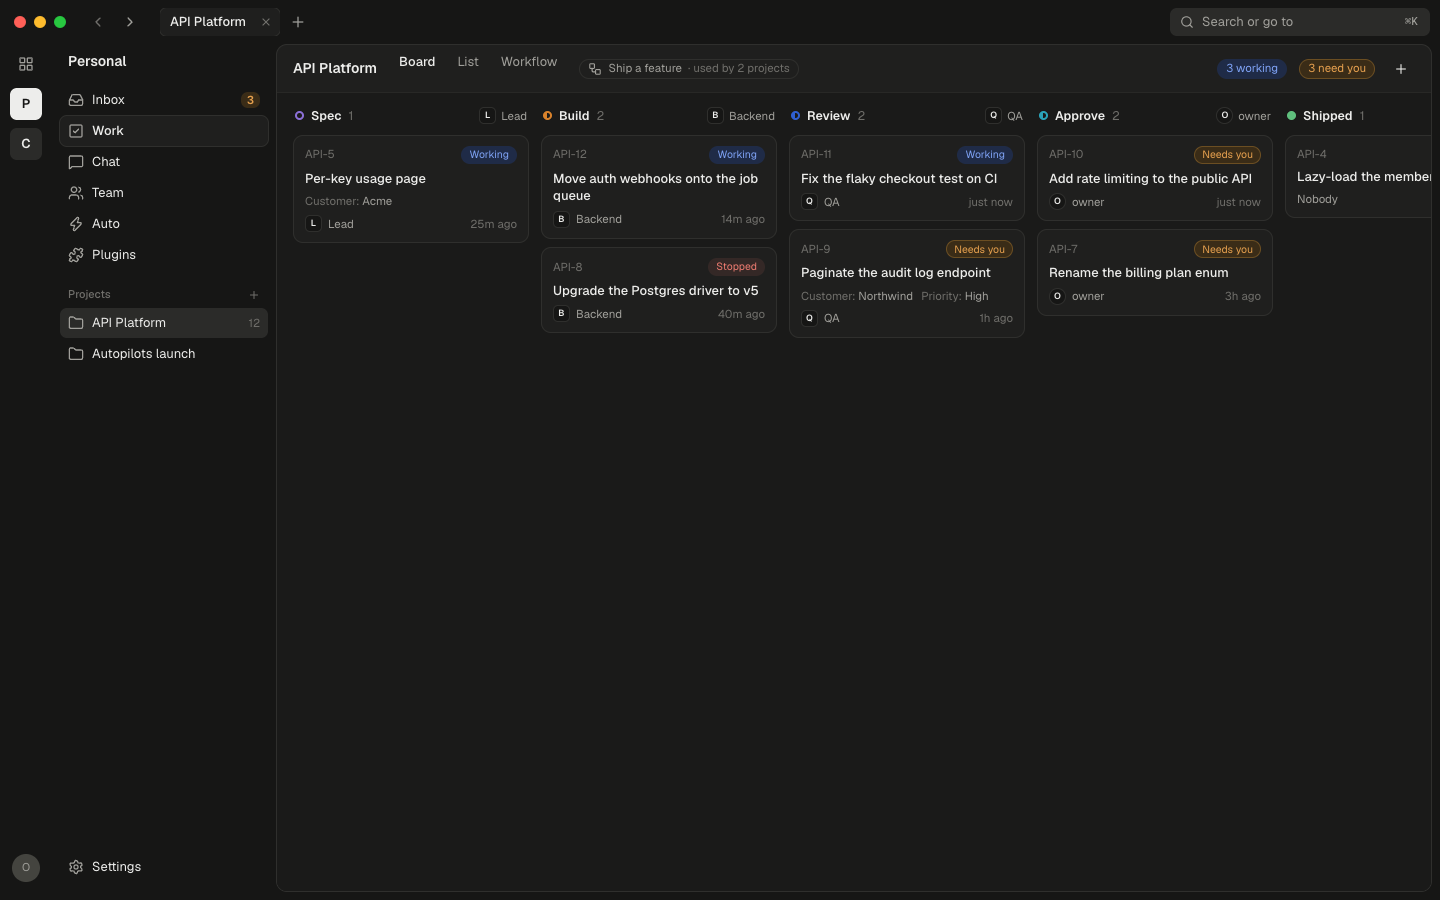 API Platform
Search or go to
⌘K
Personal
P
C
Inbox 3
Work
Chat
Team
Auto
Plugins
Projects
API Platform 12
Autopilots launch
O
Settings
API Platform Board List Workflow Ship a feature · used by 2 projects 3 working 3 need you
Spec 1 L Lead
API-5 Working
Per-key usage page
Customer: Acme
L Lead 25m ago
Build 2 B Backend
API-12 Working
Move auth webhooks onto the job
queue
B Backend 14m ago
API-8 Stopped
Upgrade the Postgres driver to v5
B Backend 40m ago
Review 2 Q QA
API-11 Working
Fix the flaky checkout test on CI
Q QA just now
API-9 Needs you
Paginate the audit log endpoint
Customer: Northwind Priority: High
Q QA 1h ago
Approve 2 O owner
API-10 Needs you
Add rate limiting to the public API
O owner just now
API-7 Needs you
Rename the billing plan enum
O owner 3h ago
Shipped 1
API-4
Lazy-load the member
Nobody